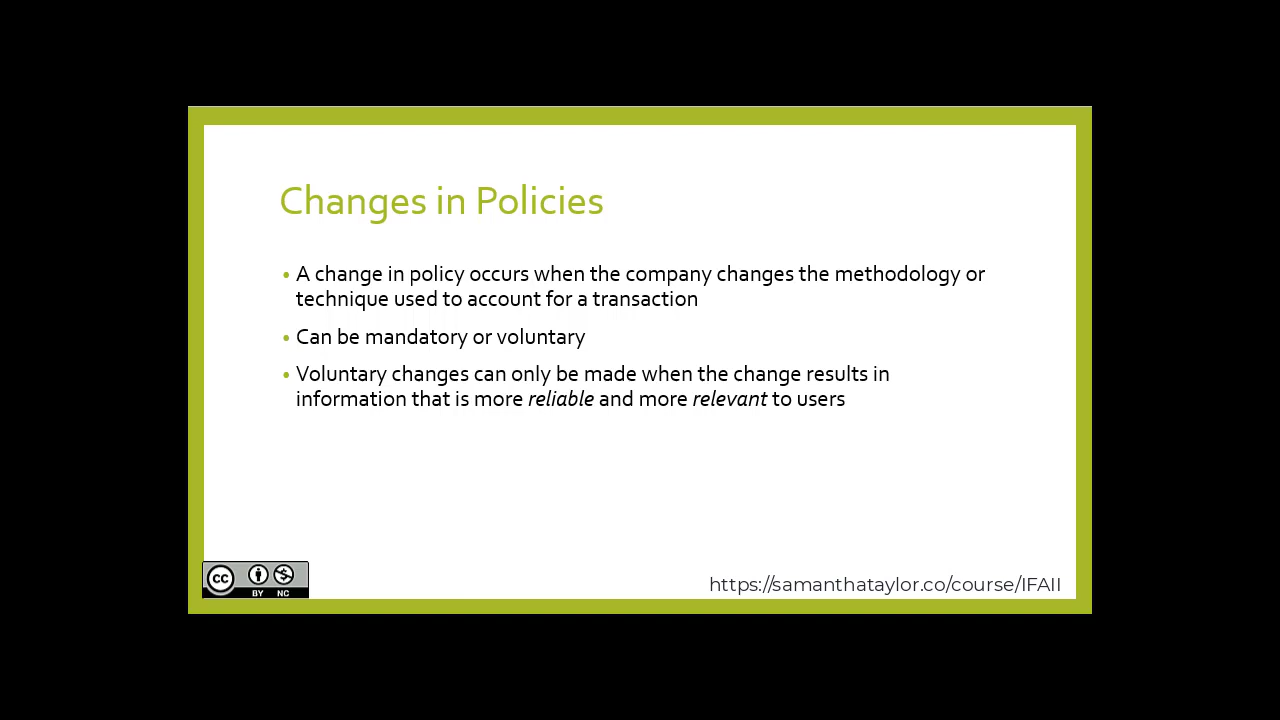 Changes in Policies
• A change in policy occurs when the company changes the methodology or
technique used to account for a transaction
• Can be mandatory or voluntary
• Voluntary changes can only be made when the change results in
information that is more reliable and more relevant to users
cc
BY NC
https://samanthataylor.co/course/IFAII